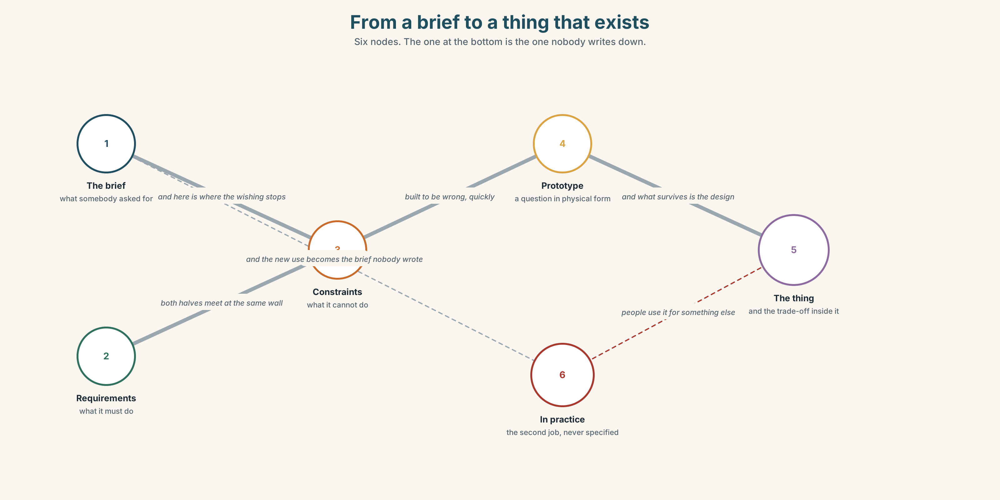 From a brief to a thing that exists
Six nodes. The one at the bottom is the one nobody writes down.
1
The brief
what somebody asked for
and here is where the wishing stops
4
Prototype
a question in physical form
built to be wrong, quickly
and what survives is the design
3
and the new use becomes the brief nobody wrote
Constraints
what it cannot do
5
The thing
and the trade-off inside it
both halves meet at the same wall
people use it for something else
2
Requirements
what it must do
6
In practice
the second job, never specified